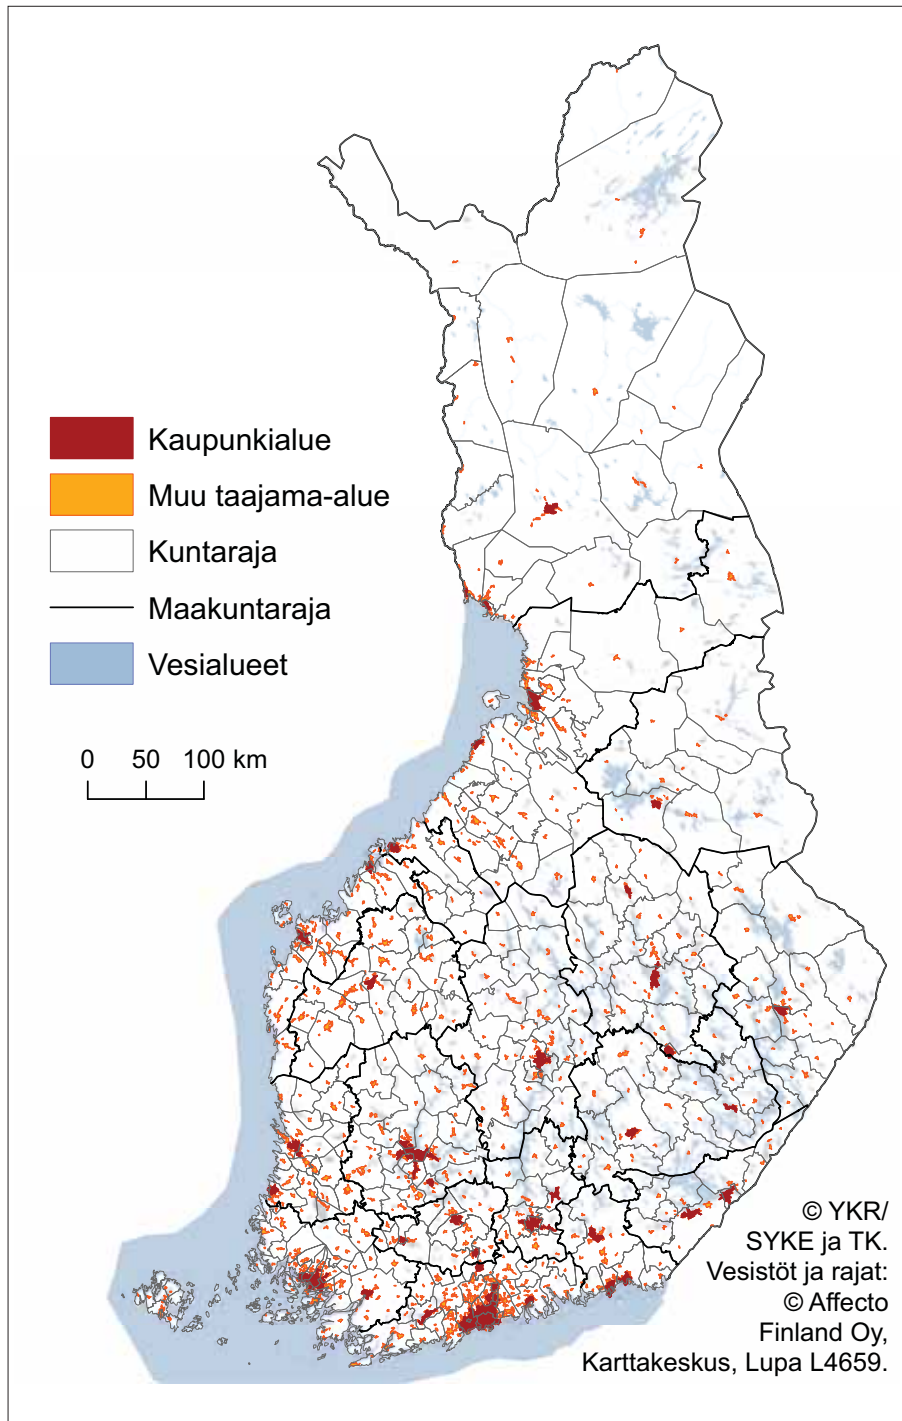 Kaupunkialue
Muu taajama-alue
Kuntaraja
Maakuntaraja
Vesialueet
0 50 100 km
© YKR/
SYKE ja TK.
Vesistöt ja rajat:
© Affecto
Finland Oy,
Karttakeskus, Lupa L4659.